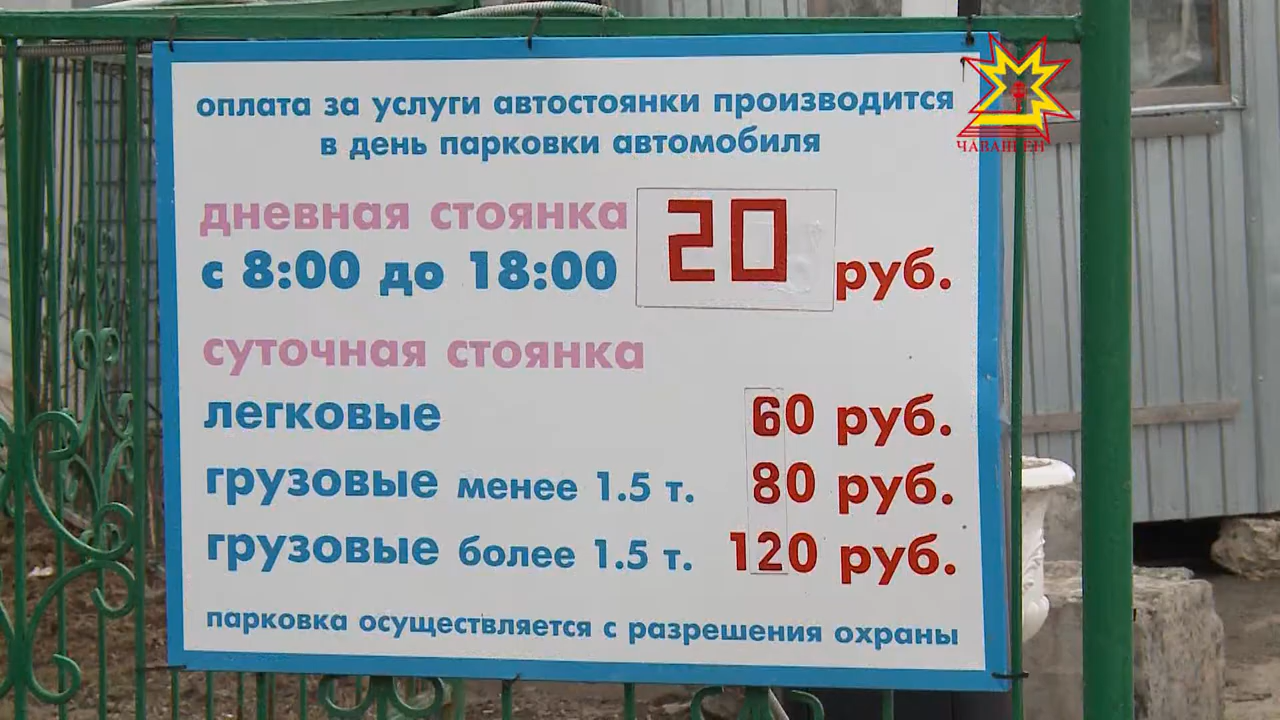 оплата за услуги автостоянки производится
в день парковки автомобиля
дневная стоянка
с 8:00 до 18:00 20 руб.
суточная стоянка
легковые 60 руб.
грузовые менее 1.5 т. 80 руб.
грузовые более 1.5 т. 120 руб.
парковка осуществляется с разрешения охраны